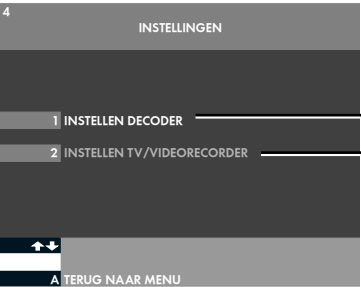 4
INSTELLINGEN
1 INSTELLEN DECODER
2 INSTELLEN TV/VIDEORECORDER
A TERUG NAAR MENU